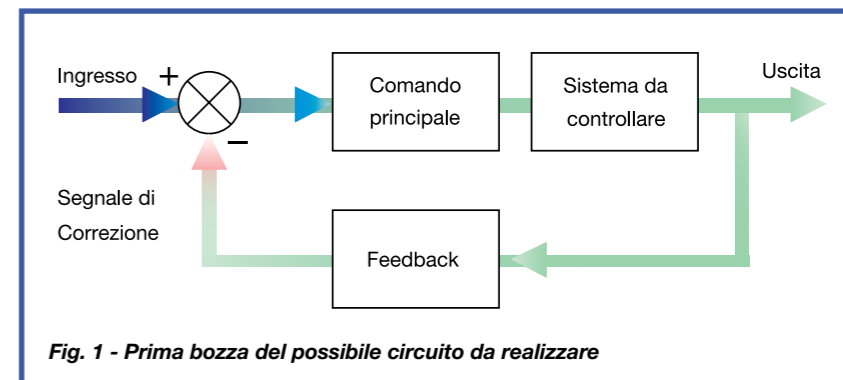 Ingresso
+
Comando
principale
Sistema da
controllare
Uscita
−
Segnale di
Correzione
Feedback
Fig. 1 - Prima bozza del possibile circuito da realizzare